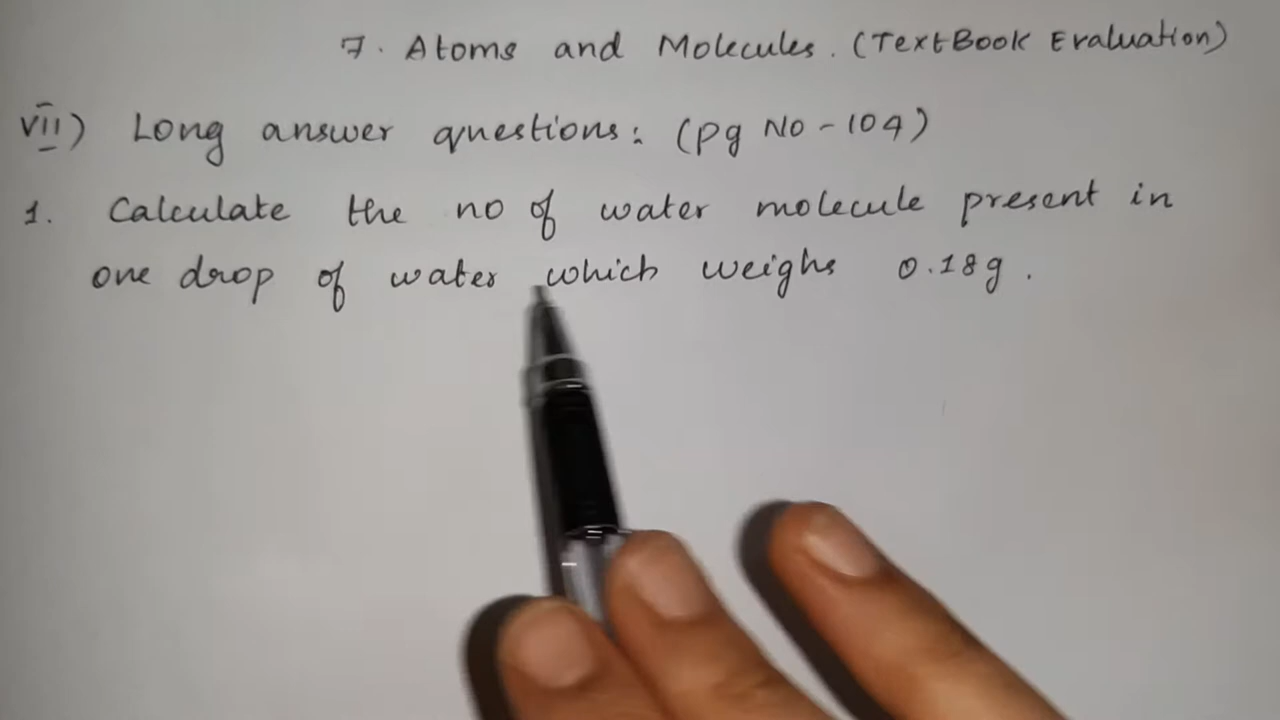 7. Atoms and Molecules. (TextBook Evaluation)
VII) Long answer questions: (Pg No - 104)
1. Calculate the no of water molecule present in
one drop of water which weighs 0.18g.